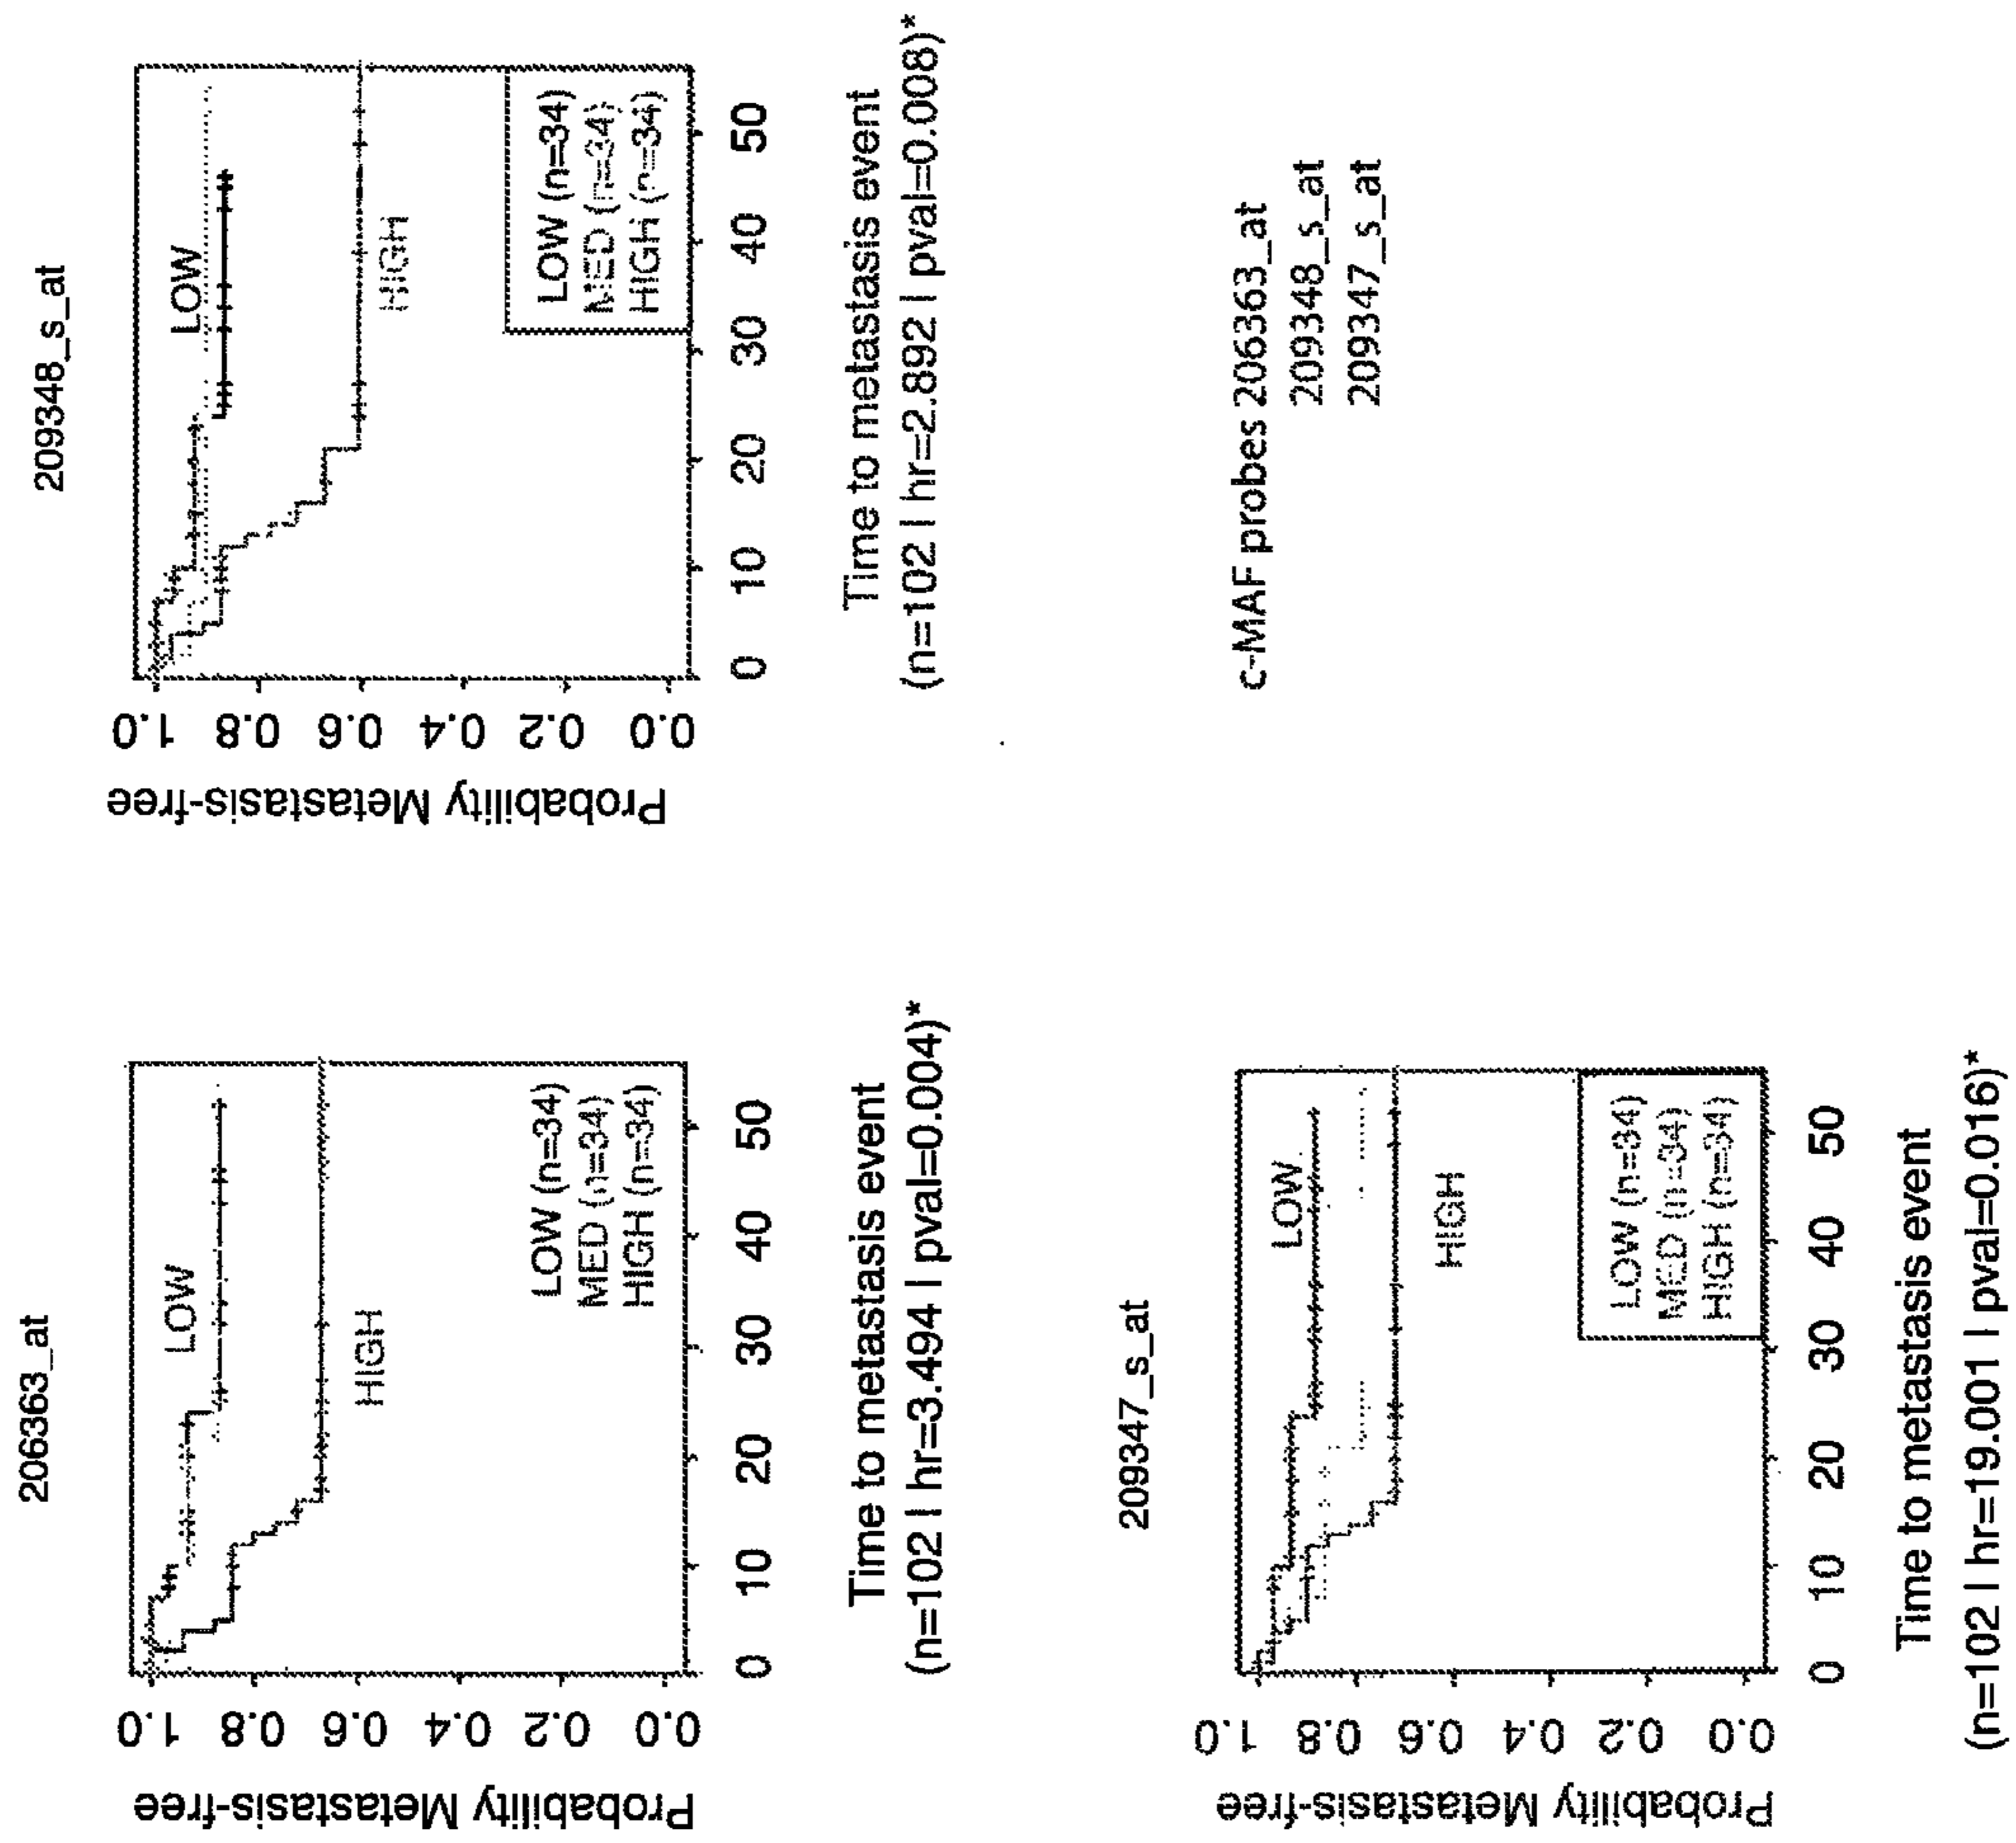 206363_at
Probability Metastasis-free
1.0
0.8
0.6
0.4
0.2
0.0
LOW
HIGH
LOW (n=34)
MED (n=34)
HIGH (n=34)
0 10 20 30 40 50
Time to metastasis event
(n=102 | hr=3.494 | pval=0.004)*
209348_s_at
Probability Metastasis-free
1.0
0.8
0.6
0.4
0.2
0.0
LOW
HIGH
LOW (n=34)
MED (n=34)
HIGH (n=34)
0 10 20 30 40 50
Time to metastasis event
(n=102 | hr=2.892 | pval=0.008)*
209347_s_at
Probability Metastasis-free
1.0
0.8
0.6
0.4
0.2
0.0
LOW
HIGH
LOW (n=34)
MED (n=34)
HIGH (n=34)
0 10 20 30 40 50
Time to metastasis event
(n=102 | hr=19.001 | pval=0.016)*
c-MAF probes 206363_at
209348_s_at
209347_s_at